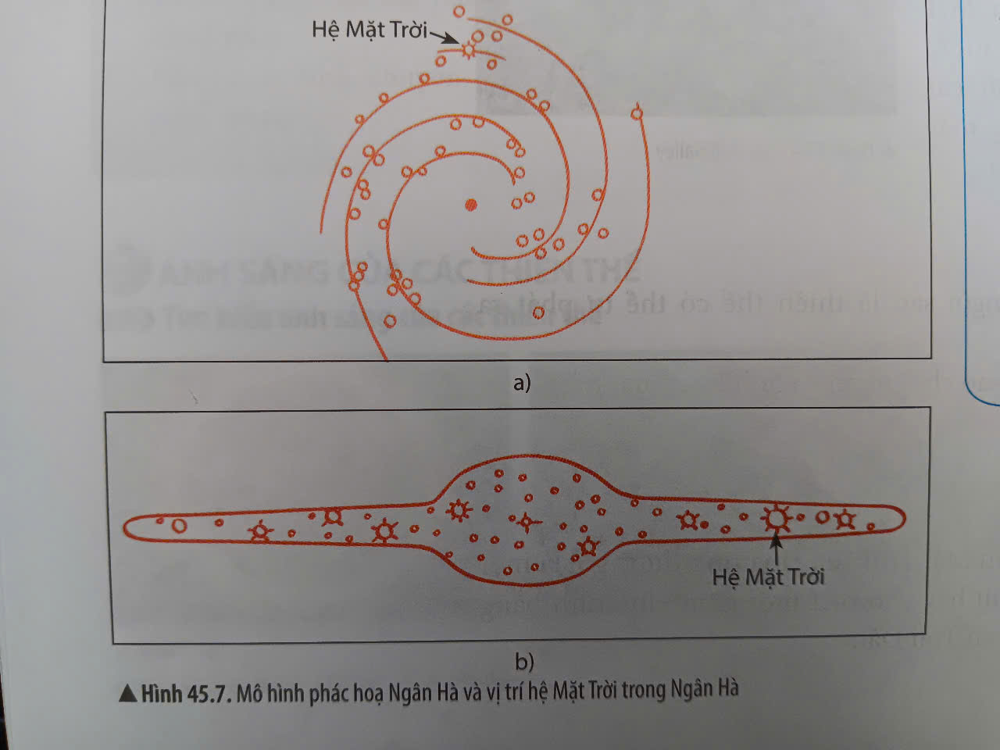 Hệ Mặt Trời
a)
Hệ Mặt Trời
b)
▲ Hình 45.7. Mô hình phác hoạ Ngân Hà và vị trí hệ Mặt Trời trong Ngân Hà